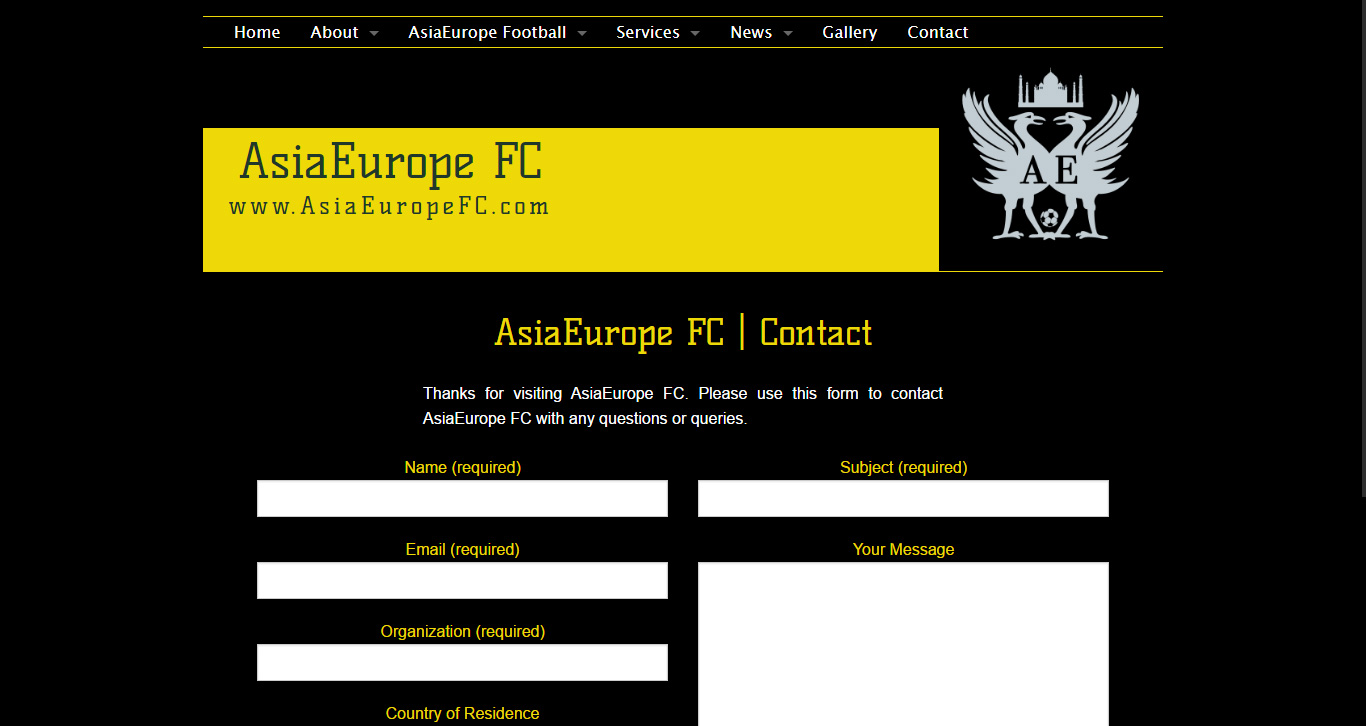 Home About AsiaEurope Football Services News Gallery Contact
AsiaEurope FC
www.AsiaEuropeFC.com
A E
AsiaEurope FC | Contact
Thanks for visiting AsiaEurope FC. Please use this form to contact
AsiaEurope FC with any questions or queries.
Name (required)
Subject (required)
Email (required)
Your Message
Organization (required)
Country of Residence